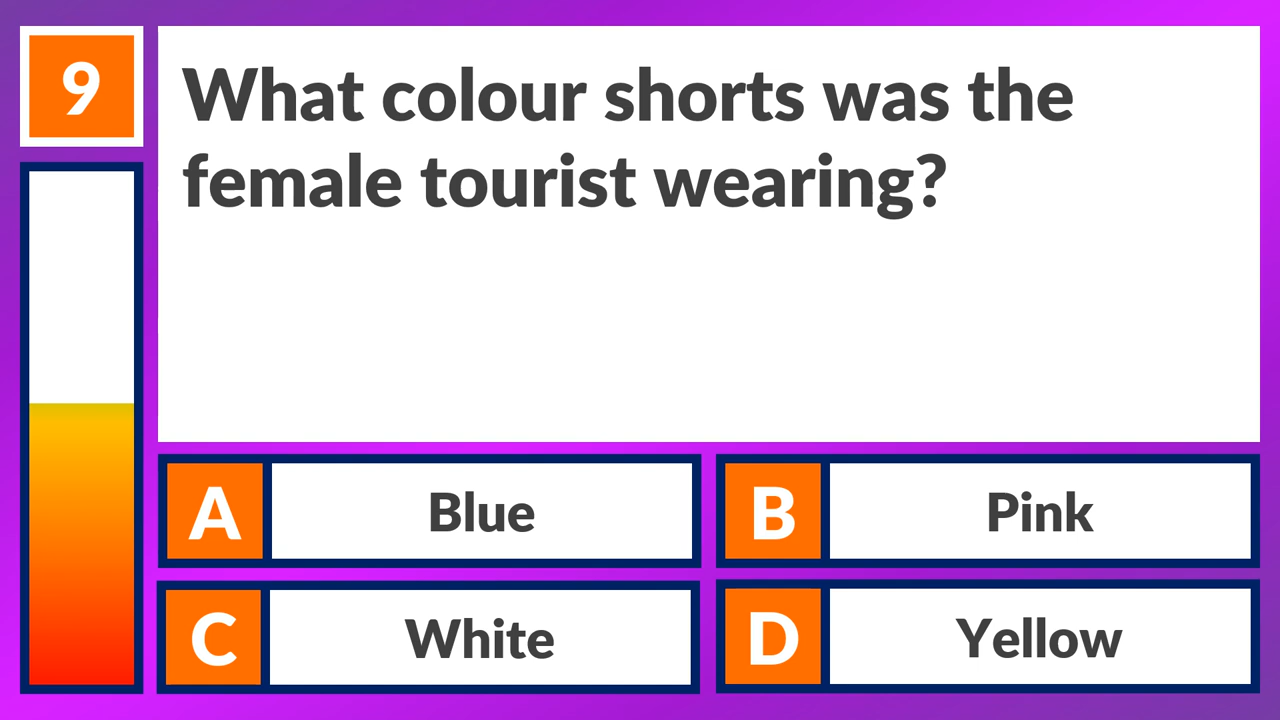 9
What colour shorts was the
female tourist wearing?
A
Blue
B
Pink
C
White
D
Yellow